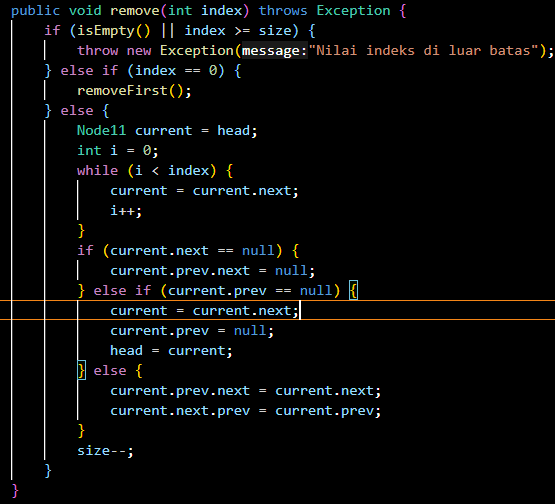 public void remove(int index) throws Exception {
    if (isEmpty() || index >= size) {
        throw new Exception(message:"Nilai indeks di luar batas");
    } else if (index == 0) {
        removeFirst();
    } else {
        Node11 current = head;
        int i = 0;
        while (i < index) {
            current = current.next;
            i++;
        }
        if (current.next == null) {
            current.prev.next = null;
        } else if (current.prev == null) {
            current = current.next;
            current.prev = null;
            head = current;
        } else {
            current.prev.next = current.next;
            current.next.prev = current.prev;
        }
        size--;
    }
}